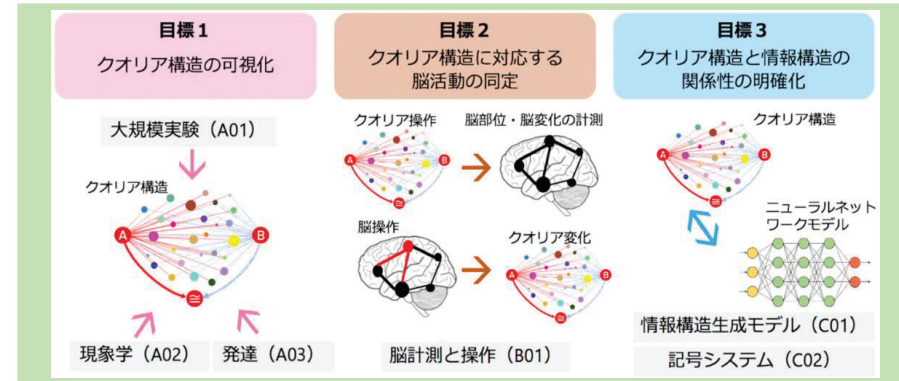 目標1
クオリア構造の可視化
大規模実験（A01）
クオリア構造
A
B
≅
現象学（A02）
発達（A03）
目標2
クオリア構造に対応する
脳活動の同定
クオリア操作
脳部位・脳変化の計測
A
B
≅
脳操作
クオリア変化
A
B
≅
脳計測と操作（B01）
目標3
クオリア構造と情報構造の
関係性の明確化
クオリア構造
A
B
≅
ニューラルネット
ワークモデル
情報構造生成モデル（C01）
記号システム（C02）